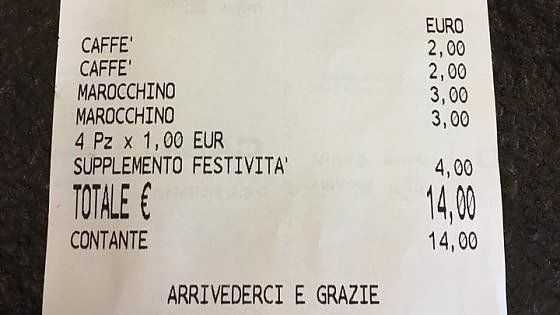 EURO
CAFFE' 2,00
CAFFE' 2,00
MAROCCHINO 3,00
MAROCCHINO 3,00
4 Pz x 1,00 EUR
SUPPLEMENTO FESTIVITA' 4,00
TOTALE € 14,00
CONTANTE 14,00
ARRIVEDERCI E GRAZIE